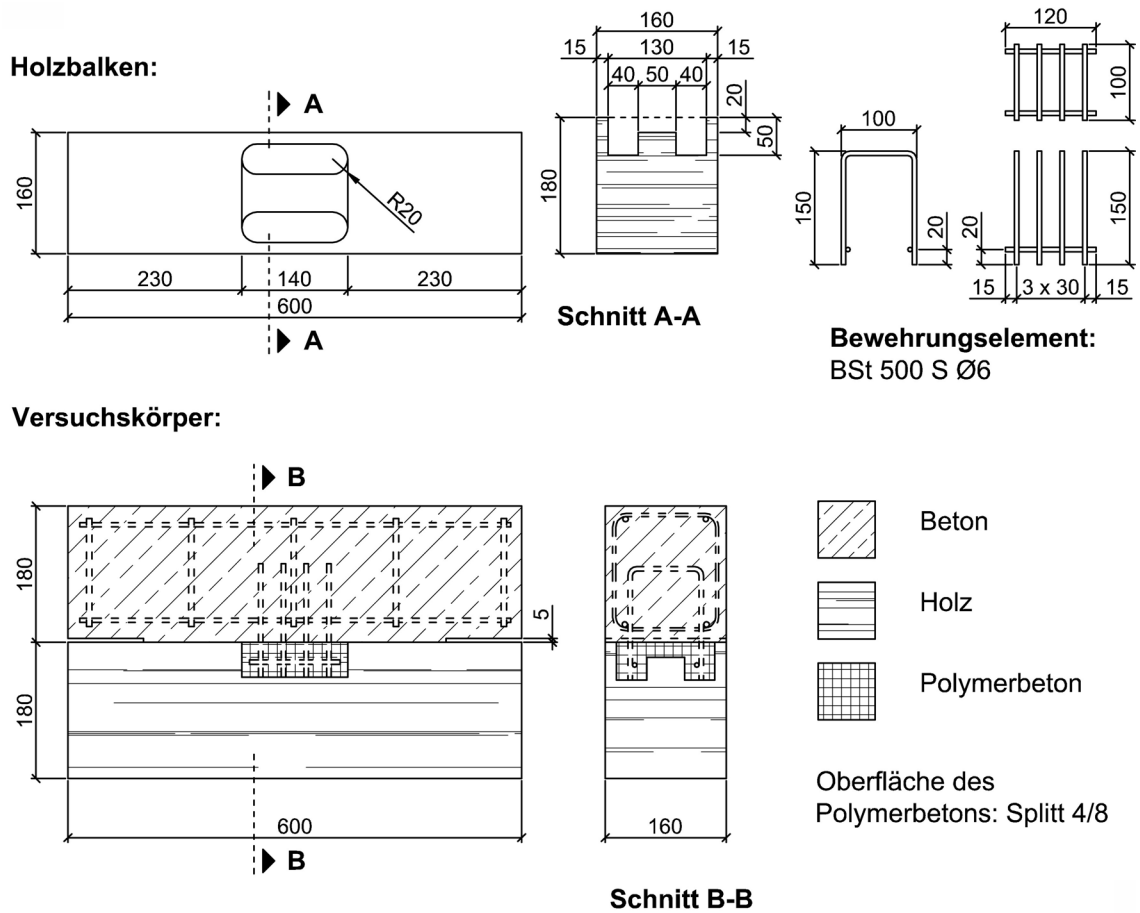 Holzbalken:
A
160
R20
230
140
230
600
A
160
15
130
15
40
50
40
20
50
180
Schnitt A-A
120
100
100
150
20
20
150
15
3 x 30
15
Bewehrungselement:
BSt 500 S Ø6
Versuchskörper:
B
180
5
180
600
B
160
Schnitt B-B
Beton
Holz
Polymerbeton
Oberfläche des
Polymerbetons: Splitt 4/8